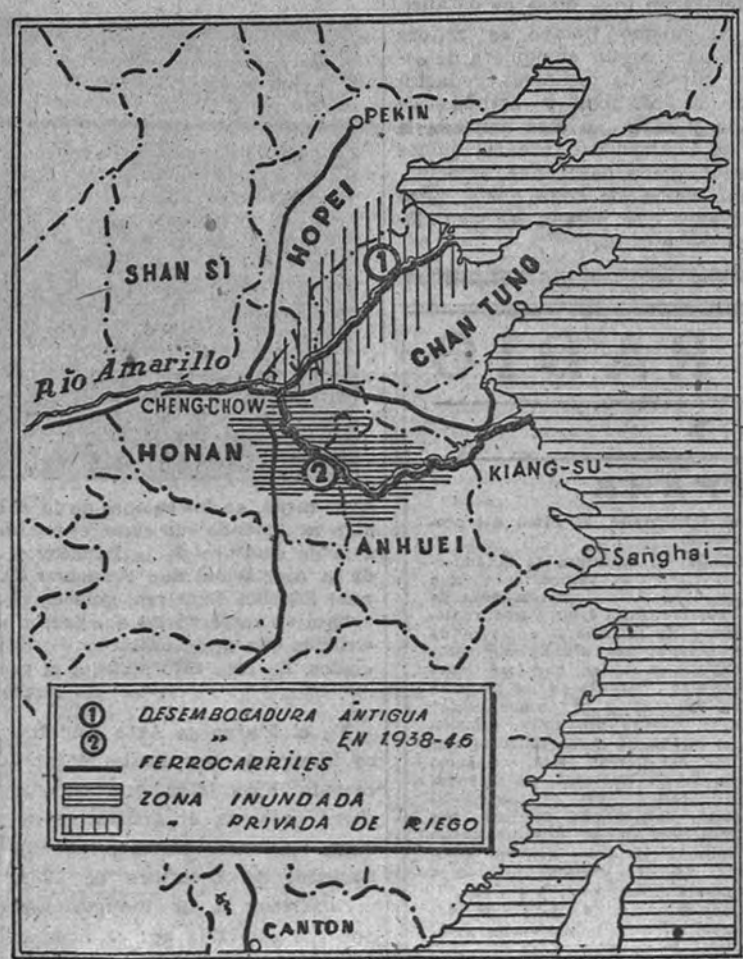 PEKIN
HOPEI
①
SHAN SI
CHAN TUNG
Río Amarillo
CHENG-CHOW
HONAN
②
KIANG-SU
ANHUEI
Sanghai
① DESEMBOCADURA ANTIGUA
② " EN 1938-46
FERROCARRILES
ZONA INUNDADA
" PRIVADA DE RIEGO
CANTON